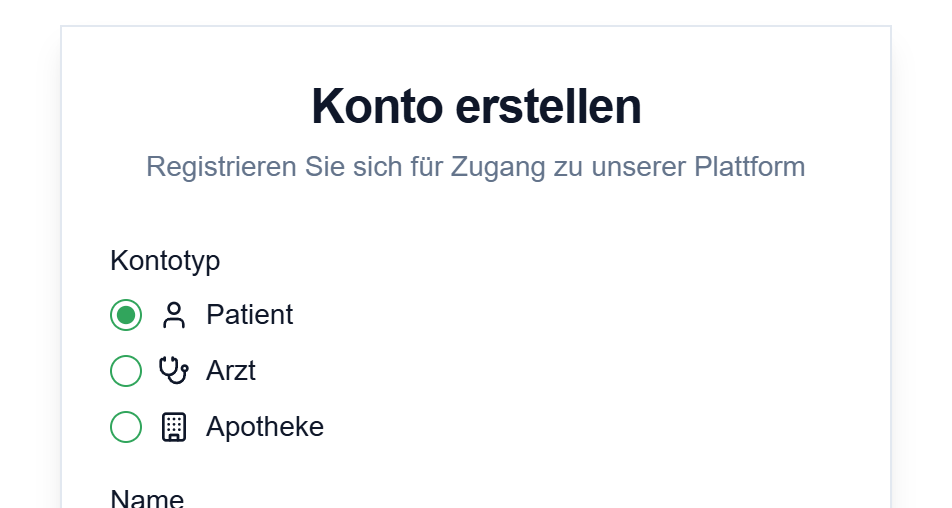 Konto erstellen
Registrieren Sie sich für Zugang zu unserer Plattform
Kontotyp
Patient
Arzt
Apotheke
Name